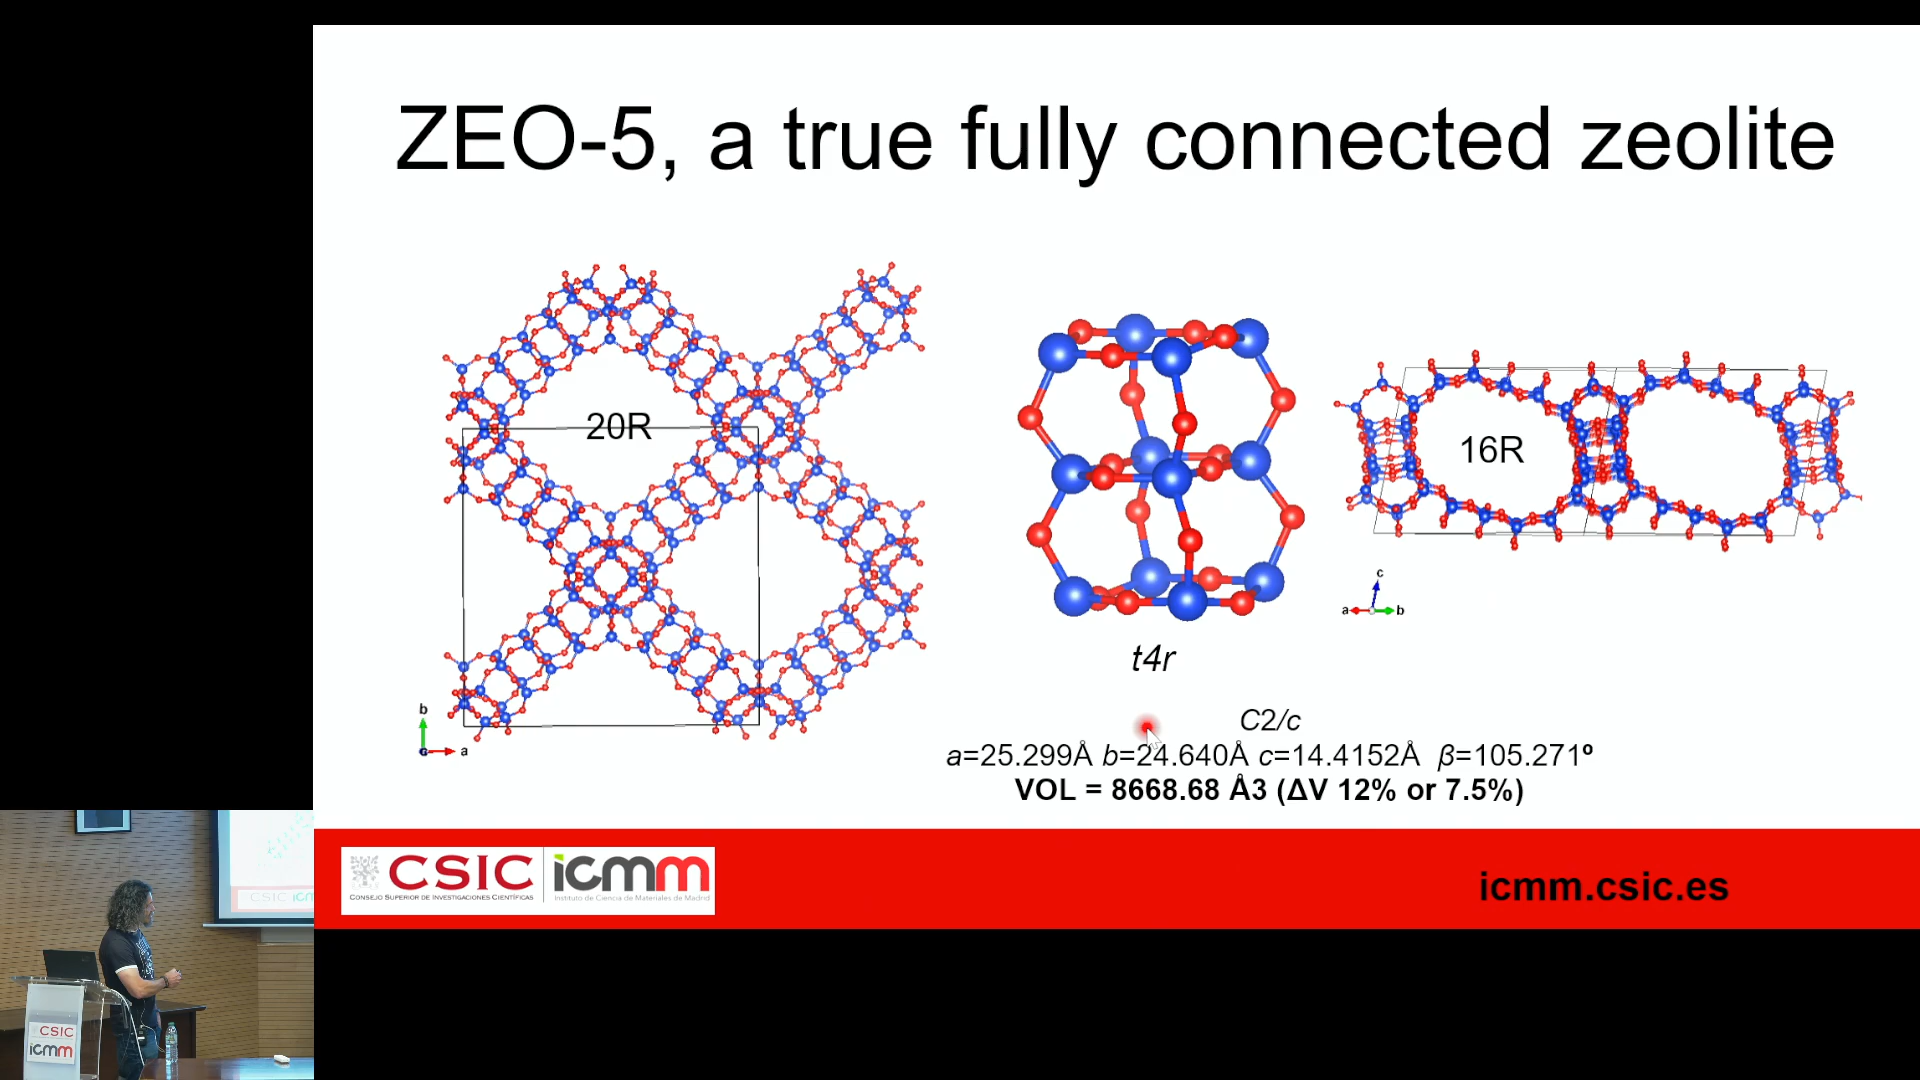 ZEO-5, a true fully connected zeolite
20R
16R
b
a
c
a
b
t4r
C2/c
a=25.299Å b=24.640Å c=14.4152Å β=105.271º
VOL = 8668.68 Å3 (ΔV 12% or 7.5%)
CSIC
CONSEJO SUPERIOR DE INVESTIGACIONES CIENTÍFICAS
icmm
Instituto de Ciencia de Materiales de Madrid
icmm.csic.es
CSIC
CSIC
icmm